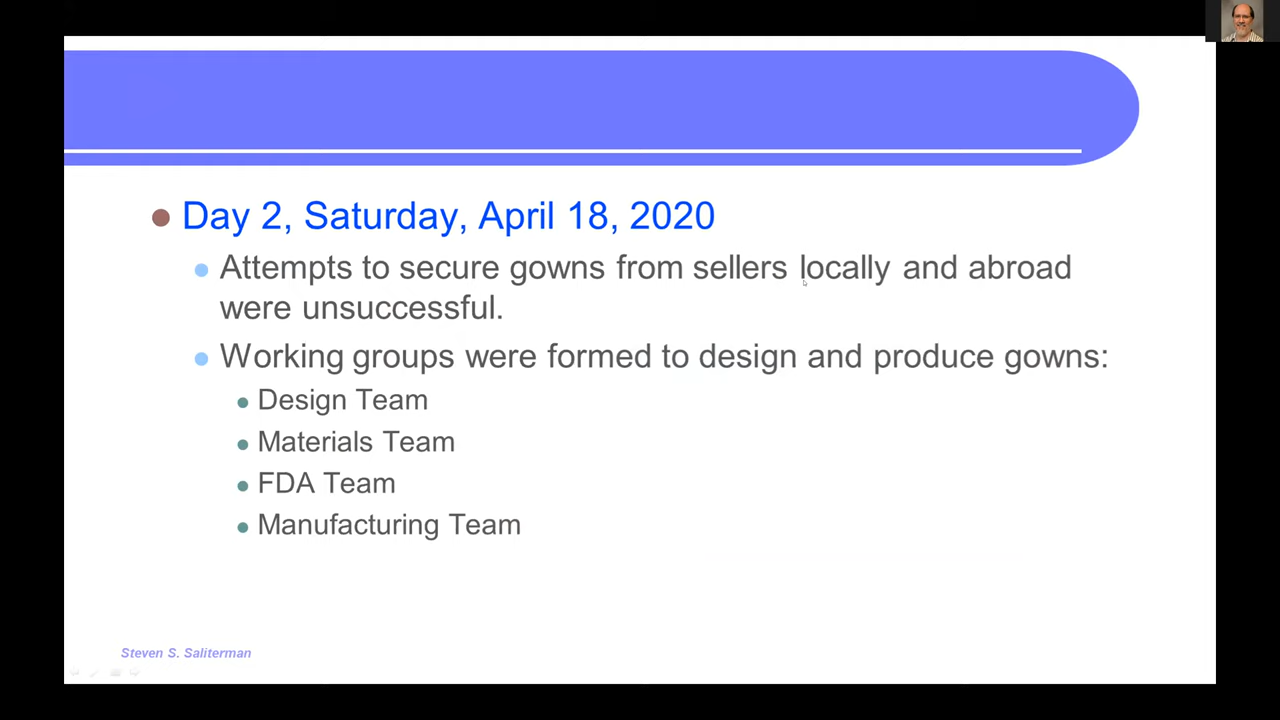 Day 2, Saturday, April 18, 2020
Attempts to secure gowns from sellers locally and abroad
were unsuccessful.
Working groups were formed to design and produce gowns:
Design Team
Materials Team
FDA Team
Manufacturing Team
Steven S. Saliterman